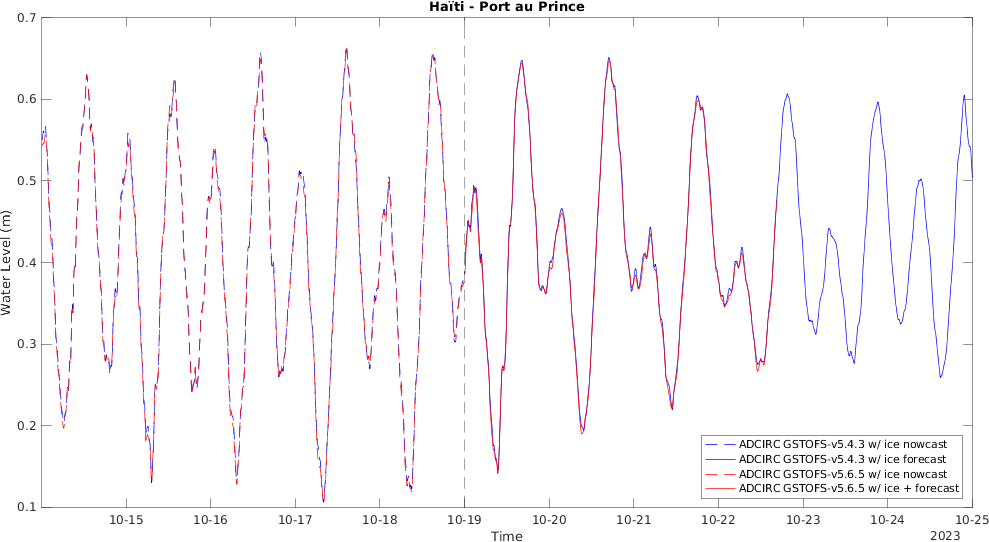 Haïti - Port au Prince
0.7
0.6
0.5
0.4
0.3
0.2
0.1
Water Level (m)
ADCIRC GSTOFS-v5.4.3 w/ ice nowcast
ADCIRC GSTOFS-v5.4.3 w/ ice forecast
ADCIRC GSTOFS-v5.6.5 w/ ice nowcast
ADCIRC GSTOFS-v5.6.5 w/ ice + forecast
10-15 10-16 10-17 10-18 10-19 10-20 10-21 10-22 10-23 10-24 10-25
Time
2023